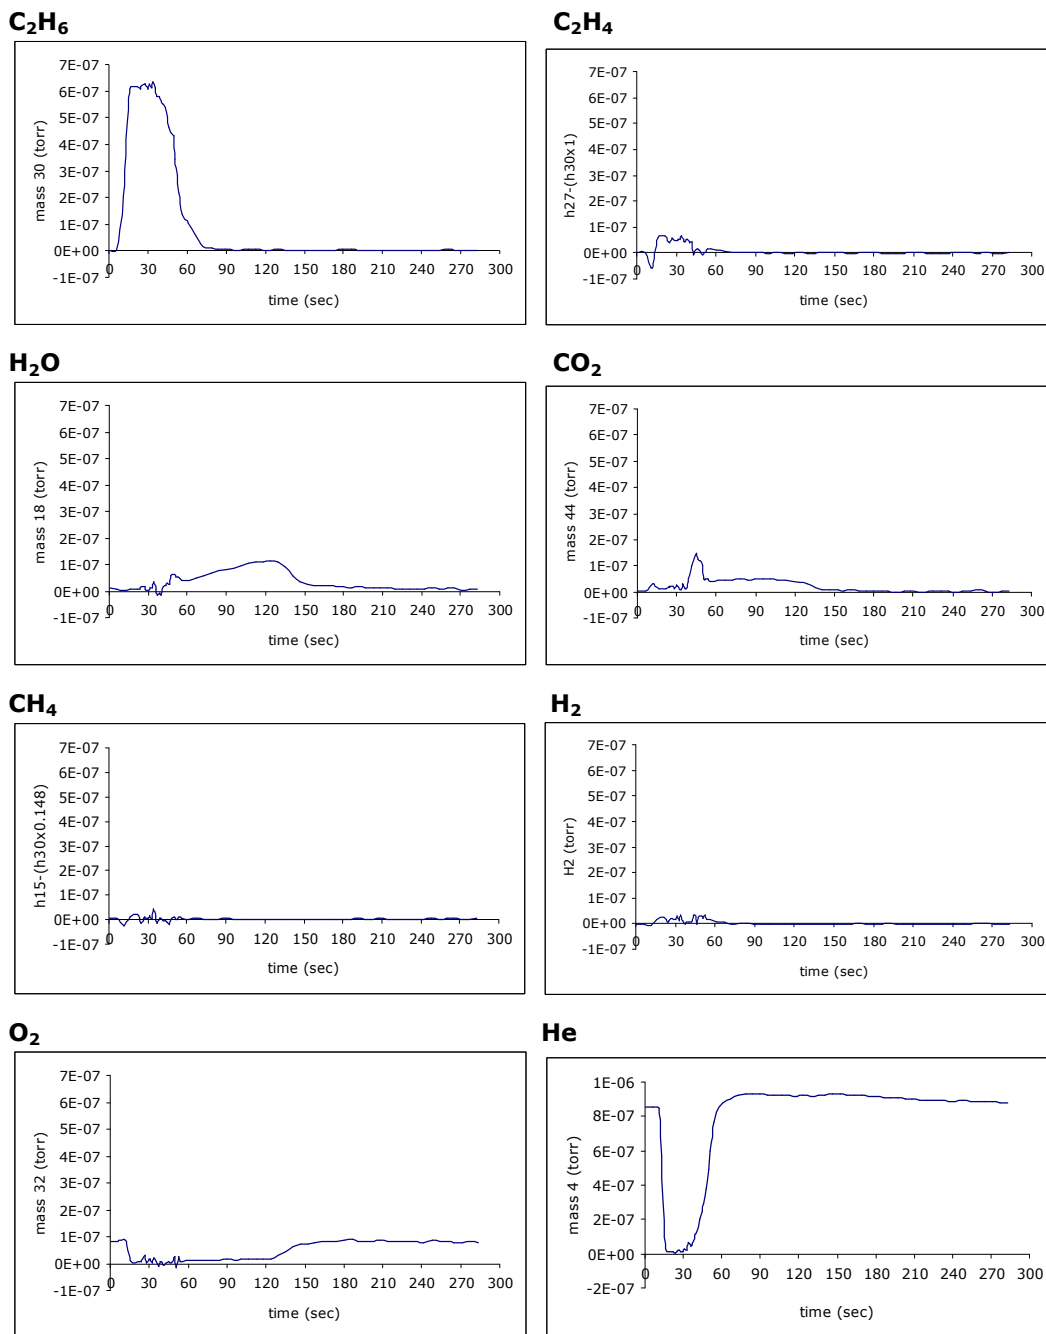 C₂H₆
7E-07
6E-07
5E-07
4E-07
3E-07
2E-07
1E-07
0E+00
-1E-07
0 30 60 90 120 150 180 210 240 270 300
mass 30 (torr)
time (sec)
C₂H₄
7E-07
6E-07
5E-07
4E-07
3E-07
2E-07
1E-07
0E+00
-1E-07
0 30 60 90 120 150 180 210 240 270 300
h27-(h30x1)
time (sec)
H₂O
7E-07
6E-07
5E-07
4E-07
3E-07
2E-07
1E-07
0E+00
-1E-07
0 30 60 90 120 150 180 210 240 270 300
mass 18 (torr)
time (sec)
CO₂
7E-07
6E-07
5E-07
4E-07
3E-07
2E-07
1E-07
0E+00
-1E-07
0 30 60 90 120 150 180 210 240 270 300
mass 44 (torr)
time (sec)
CH₄
7E-07
6E-07
5E-07
4E-07
3E-07
2E-07
1E-07
0E+00
-1E-07
0 30 60 90 120 150 180 210 240 270 300
h15-(h30x0.148)
time (sec)
H₂
7E-07
6E-07
5E-07
4E-07
3E-07
2E-07
1E-07
0E+00
-1E-07
0 30 60 90 120 150 180 210 240 270 300
H2 (torr)
time (sec)
O₂
7E-07
6E-07
5E-07
4E-07
3E-07
2E-07
1E-07
0E+00
-1E-07
0 30 60 90 120 150 180 210 240 270 300
mass 32 (torr)
time (sec)
He
1E-06
8E-07
6E-07
4E-07
2E-07
0E+00
-2E-07
0 30 60 90 120 150 180 210 240 270 300
mass 4 (torr)
time (sec)